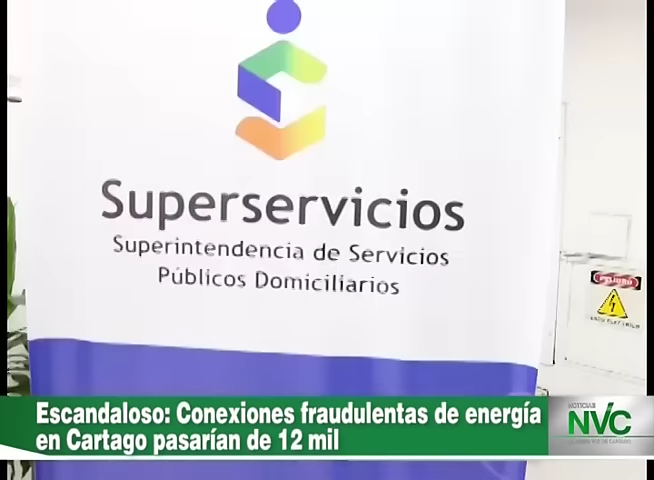 Superservicios
Superintendencia de Servicios
Públicos Domiciliarios
PELIGRO
Escandaloso: Conexiones fraudulentas de energía
en Cartago pasarían de 12 mil
NOTICIAS
NVC